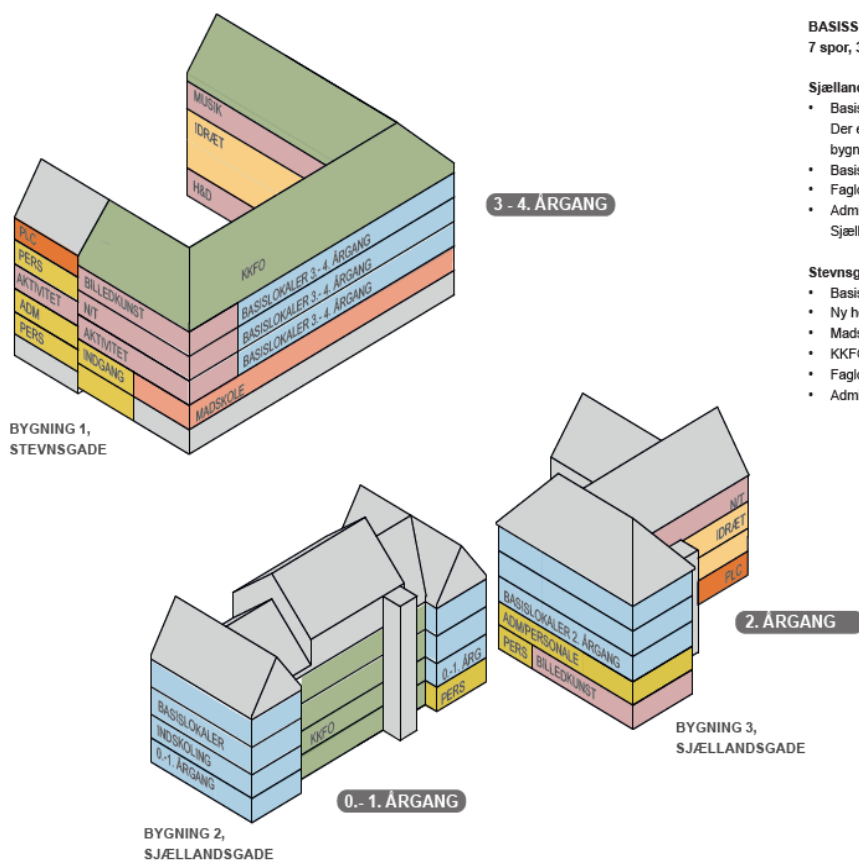 MUSIK
IDRÆT
H&D
3 - 4. ÅRGANG
PLC
PERS
AKTIVITET
ADM
PERS
BILLEDKUNST
N/T
AKTIVITET
INDGANG
KKFO
BASISLOKALER 3.- 4. ÅRGANG
BASISLOKALER 3.- 4. ÅRGANG
BASISLOKALER 3.- 4. ÅRGANG
MADSKOLE
BYGNING 1,
STEVNSGADE
BASISS
7 spor, 3
Sjælland
• Basis
Der e
bygn
• Basis
• Faglo
• Adm
Sjæll
Stevnsg
• Basis
• Ny h
• Mads
• KKFO
• Faglo
• Adm
N/T
IDRÆT
PLC
BASISLOKALER 2. ÅRGANG
ADM/PERSONALE
PERS
BILLEDKUNST
2. ÅRGANG
BYGNING 3,
SJÆLLANDSGADE
BASISLOKALER
INDSKOLING
0.-1. ÅRGANG
KKFO
0.-1. ÅRG
PERS
0.- 1. ÅRGANG
BYGNING 2,
SJÆLLANDSGADE